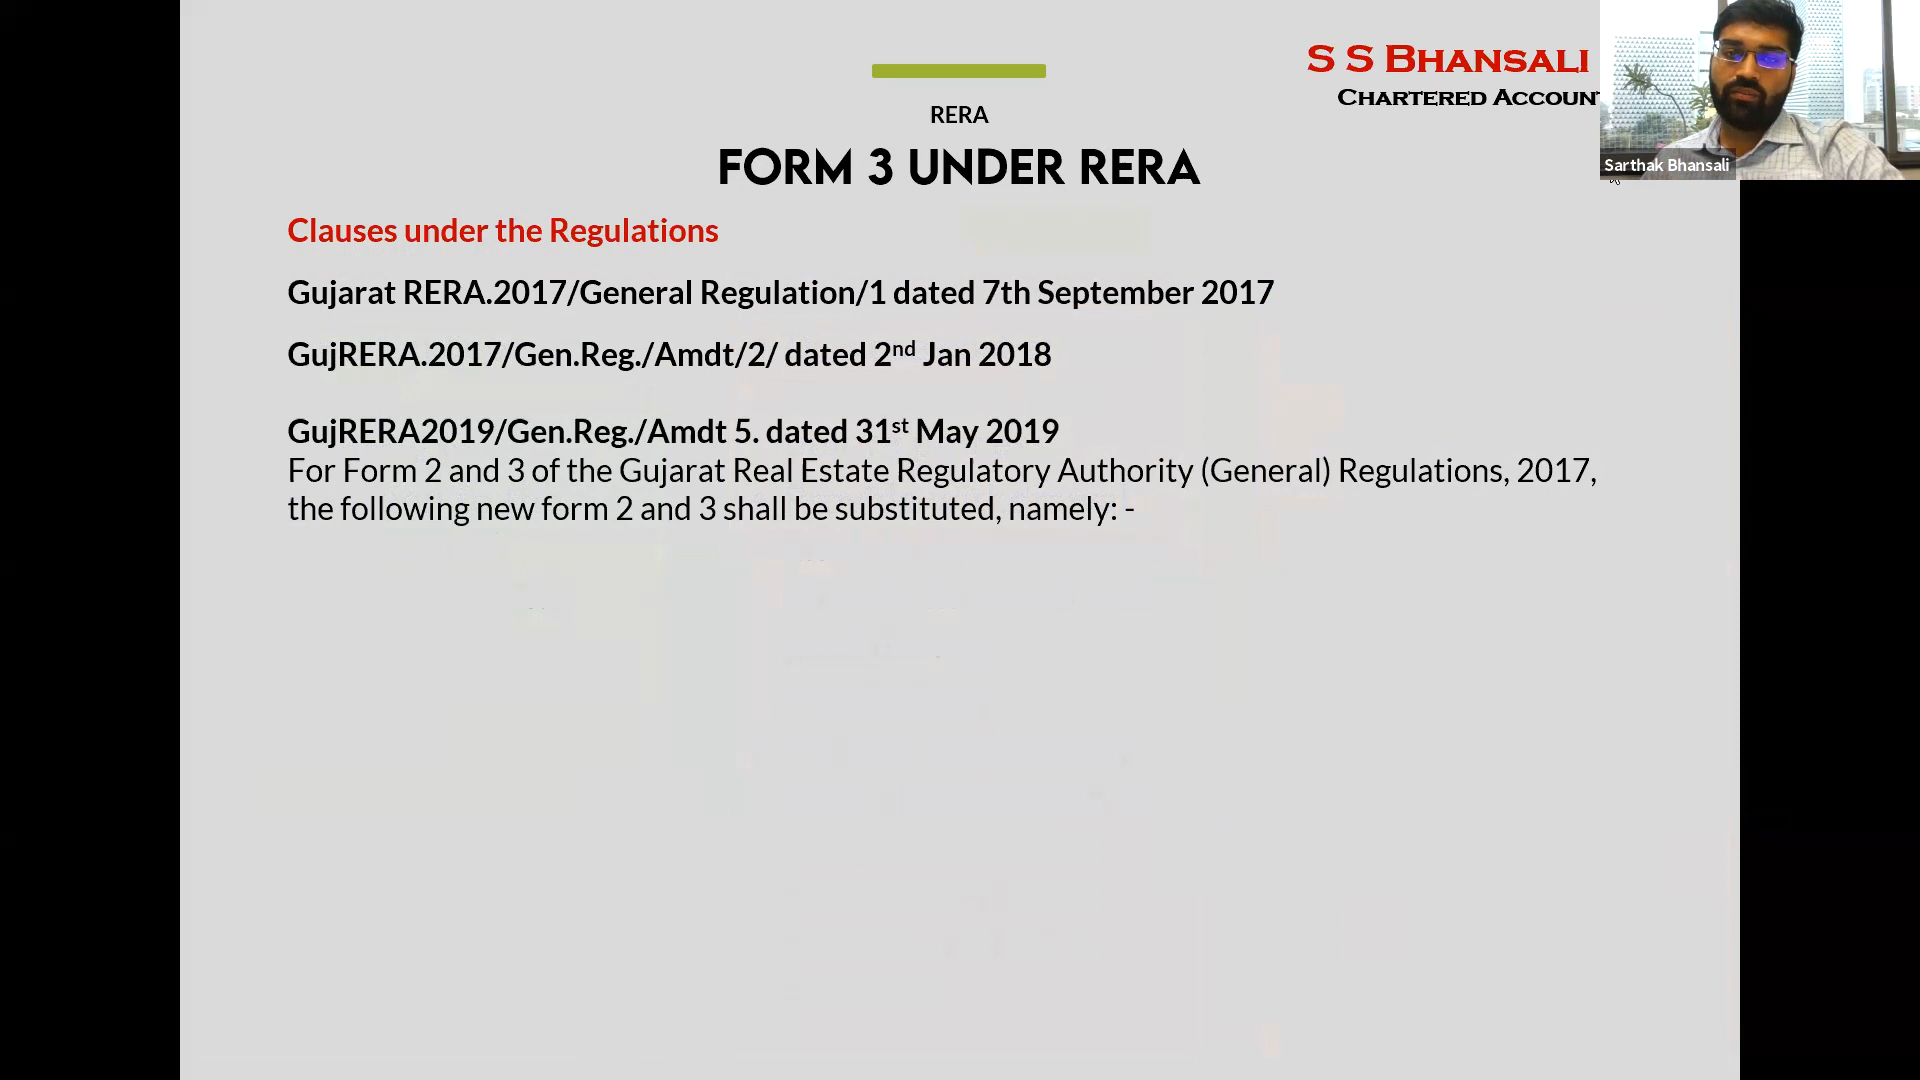 S S BHANSALI
CHARTERED ACCOUN
RERA
FORM 3 UNDER RERA
Sarthak Bhansali
Clauses under the Regulations
Gujarat RERA.2017/General Regulation/1 dated 7th September 2017
GujRERA.2017/Gen.Reg./Amdt/2/ dated 2nd Jan 2018
GujRERA2019/Gen.Reg./Amdt 5. dated 31st May 2019
For Form 2 and 3 of the Gujarat Real Estate Regulatory Authority (General) Regulations, 2017,
the following new form 2 and 3 shall be substituted, namely: -